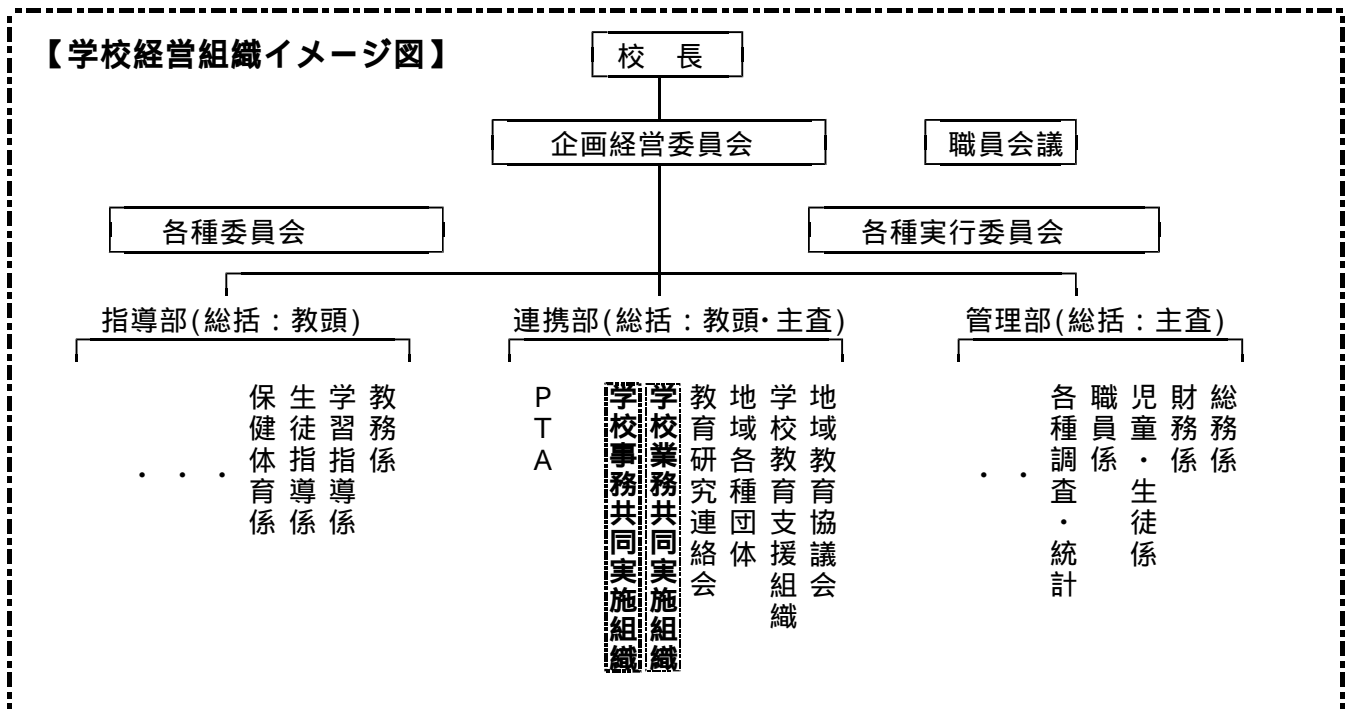 【学校経営組織イメージ図】
校　長
企画経営委員会
職員会議
各種委員会
各種実行委員会
指導部(総括：教頭)
連携部(総括：教頭・主査)
管理部(総括：主査)
教務係
学習指導係
生徒指導係
保健体育係
・
・
・
地域教育協議会
学校教育支援組織
地域各種団体
教育研究連絡会
学校業務共同実施組織
学校事務共同実施組織
PTA
総務係
財務係
児童・生徒係
職員係
各種調査・統計
・
・